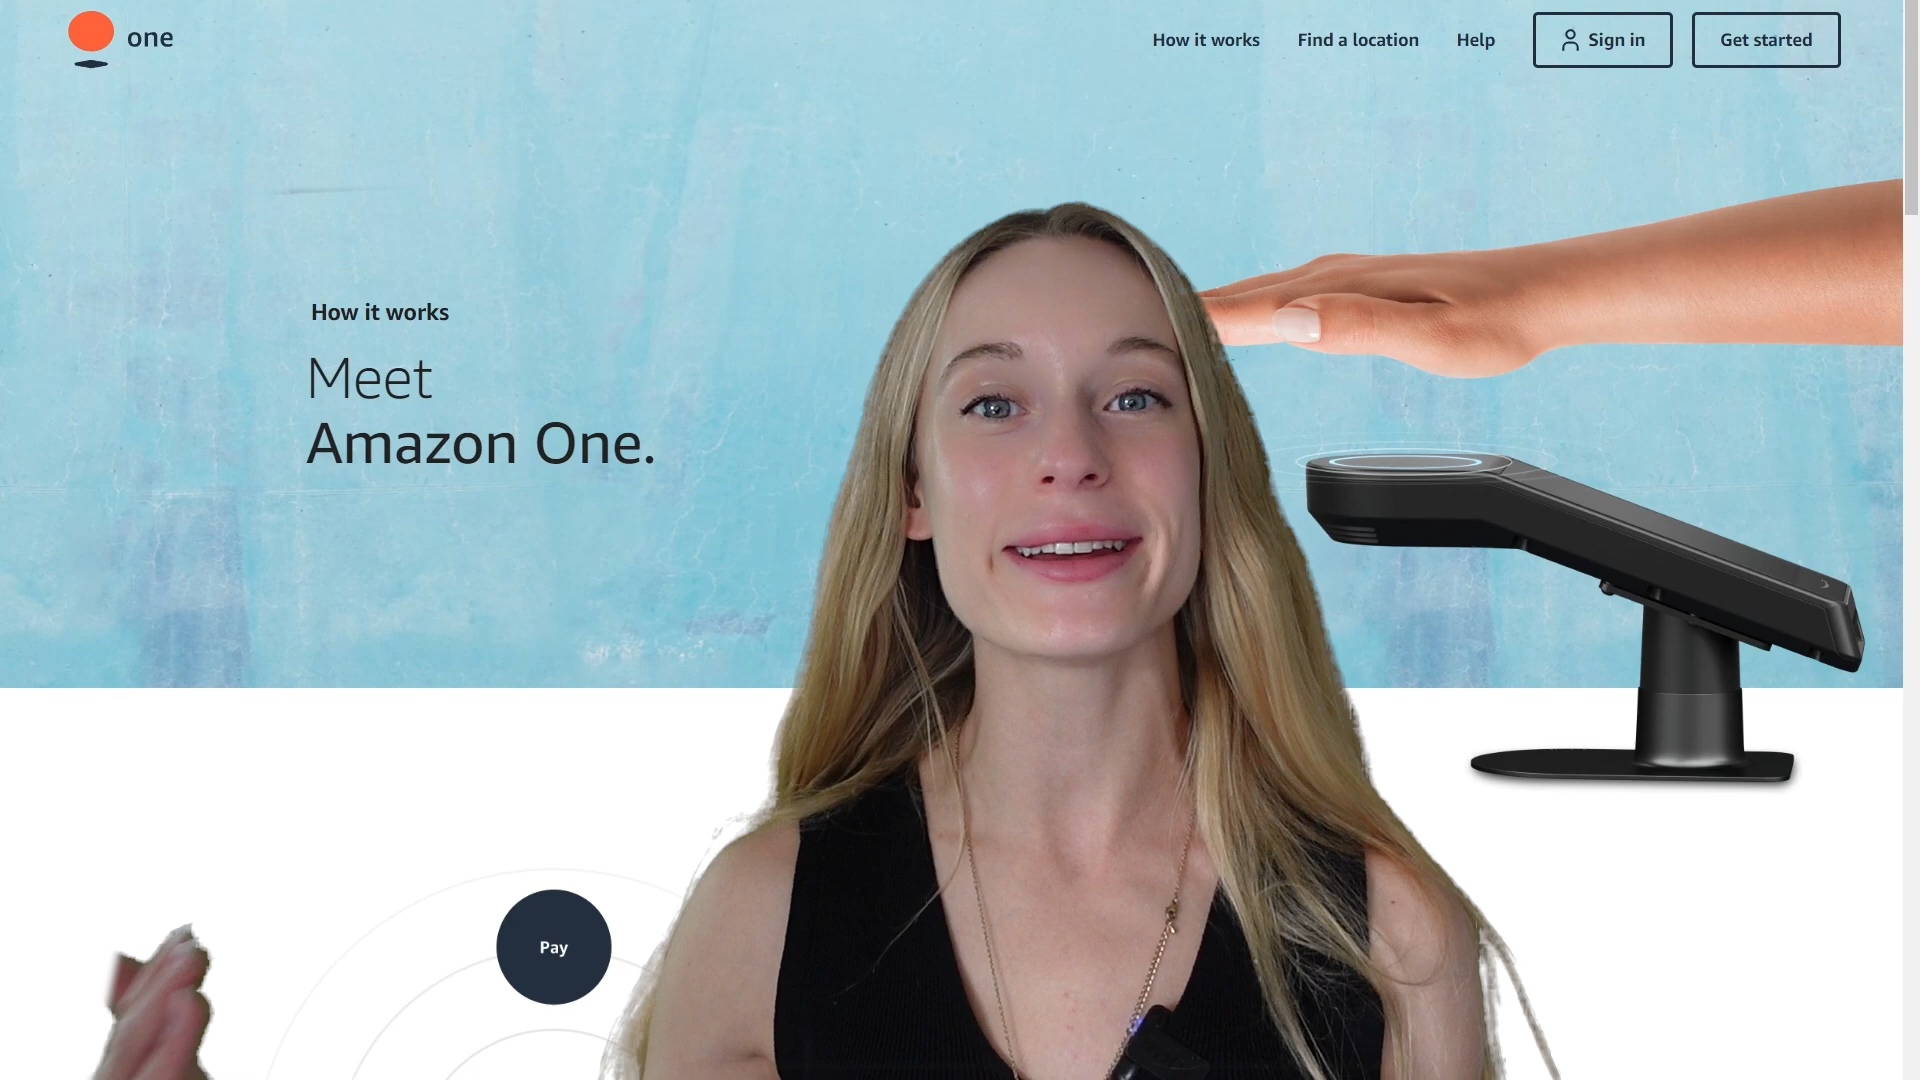 one
How it works
Find a location
Help
Sign in
Get started
How it works
Meet
Amazon One.
Pay